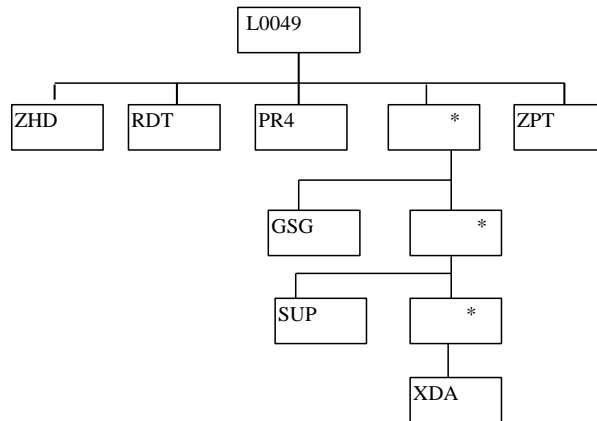 L0049
ZHD RDT PR4 * ZPT
GSG *
SUP *
XDA